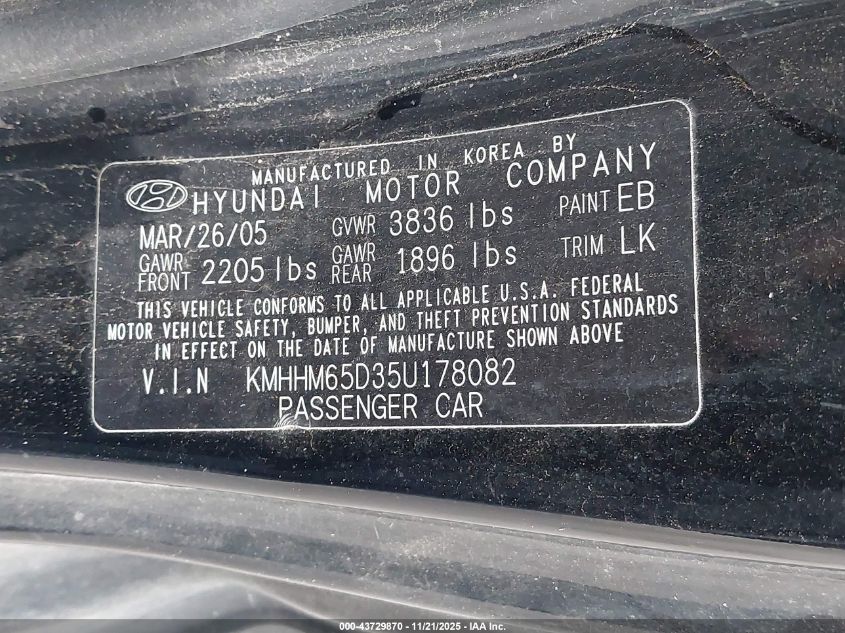 MANUFACTURED IN KOREA BY
HYUNDAI MOTOR COMPANY
MAR/26/05 GVWR 3836 lbs PAINT EB
GAWR FRONT 2205 lbs GAWR REAR 1896 lbs TRIM LK
THIS VEHICLE CONFORMS TO ALL APPLICABLE U.S.A. FEDERAL
MOTOR VEHICLE SAFETY, BUMPER, AND THEFT PREVENTION STANDARDS
IN EFFECT ON THE DATE OF MANUFACTURE SHOWN ABOVE
V.I.N KMHHM65D35U178082
PASSENGER CAR
000-43729870 - 11/21/2025 - IAA Inc.